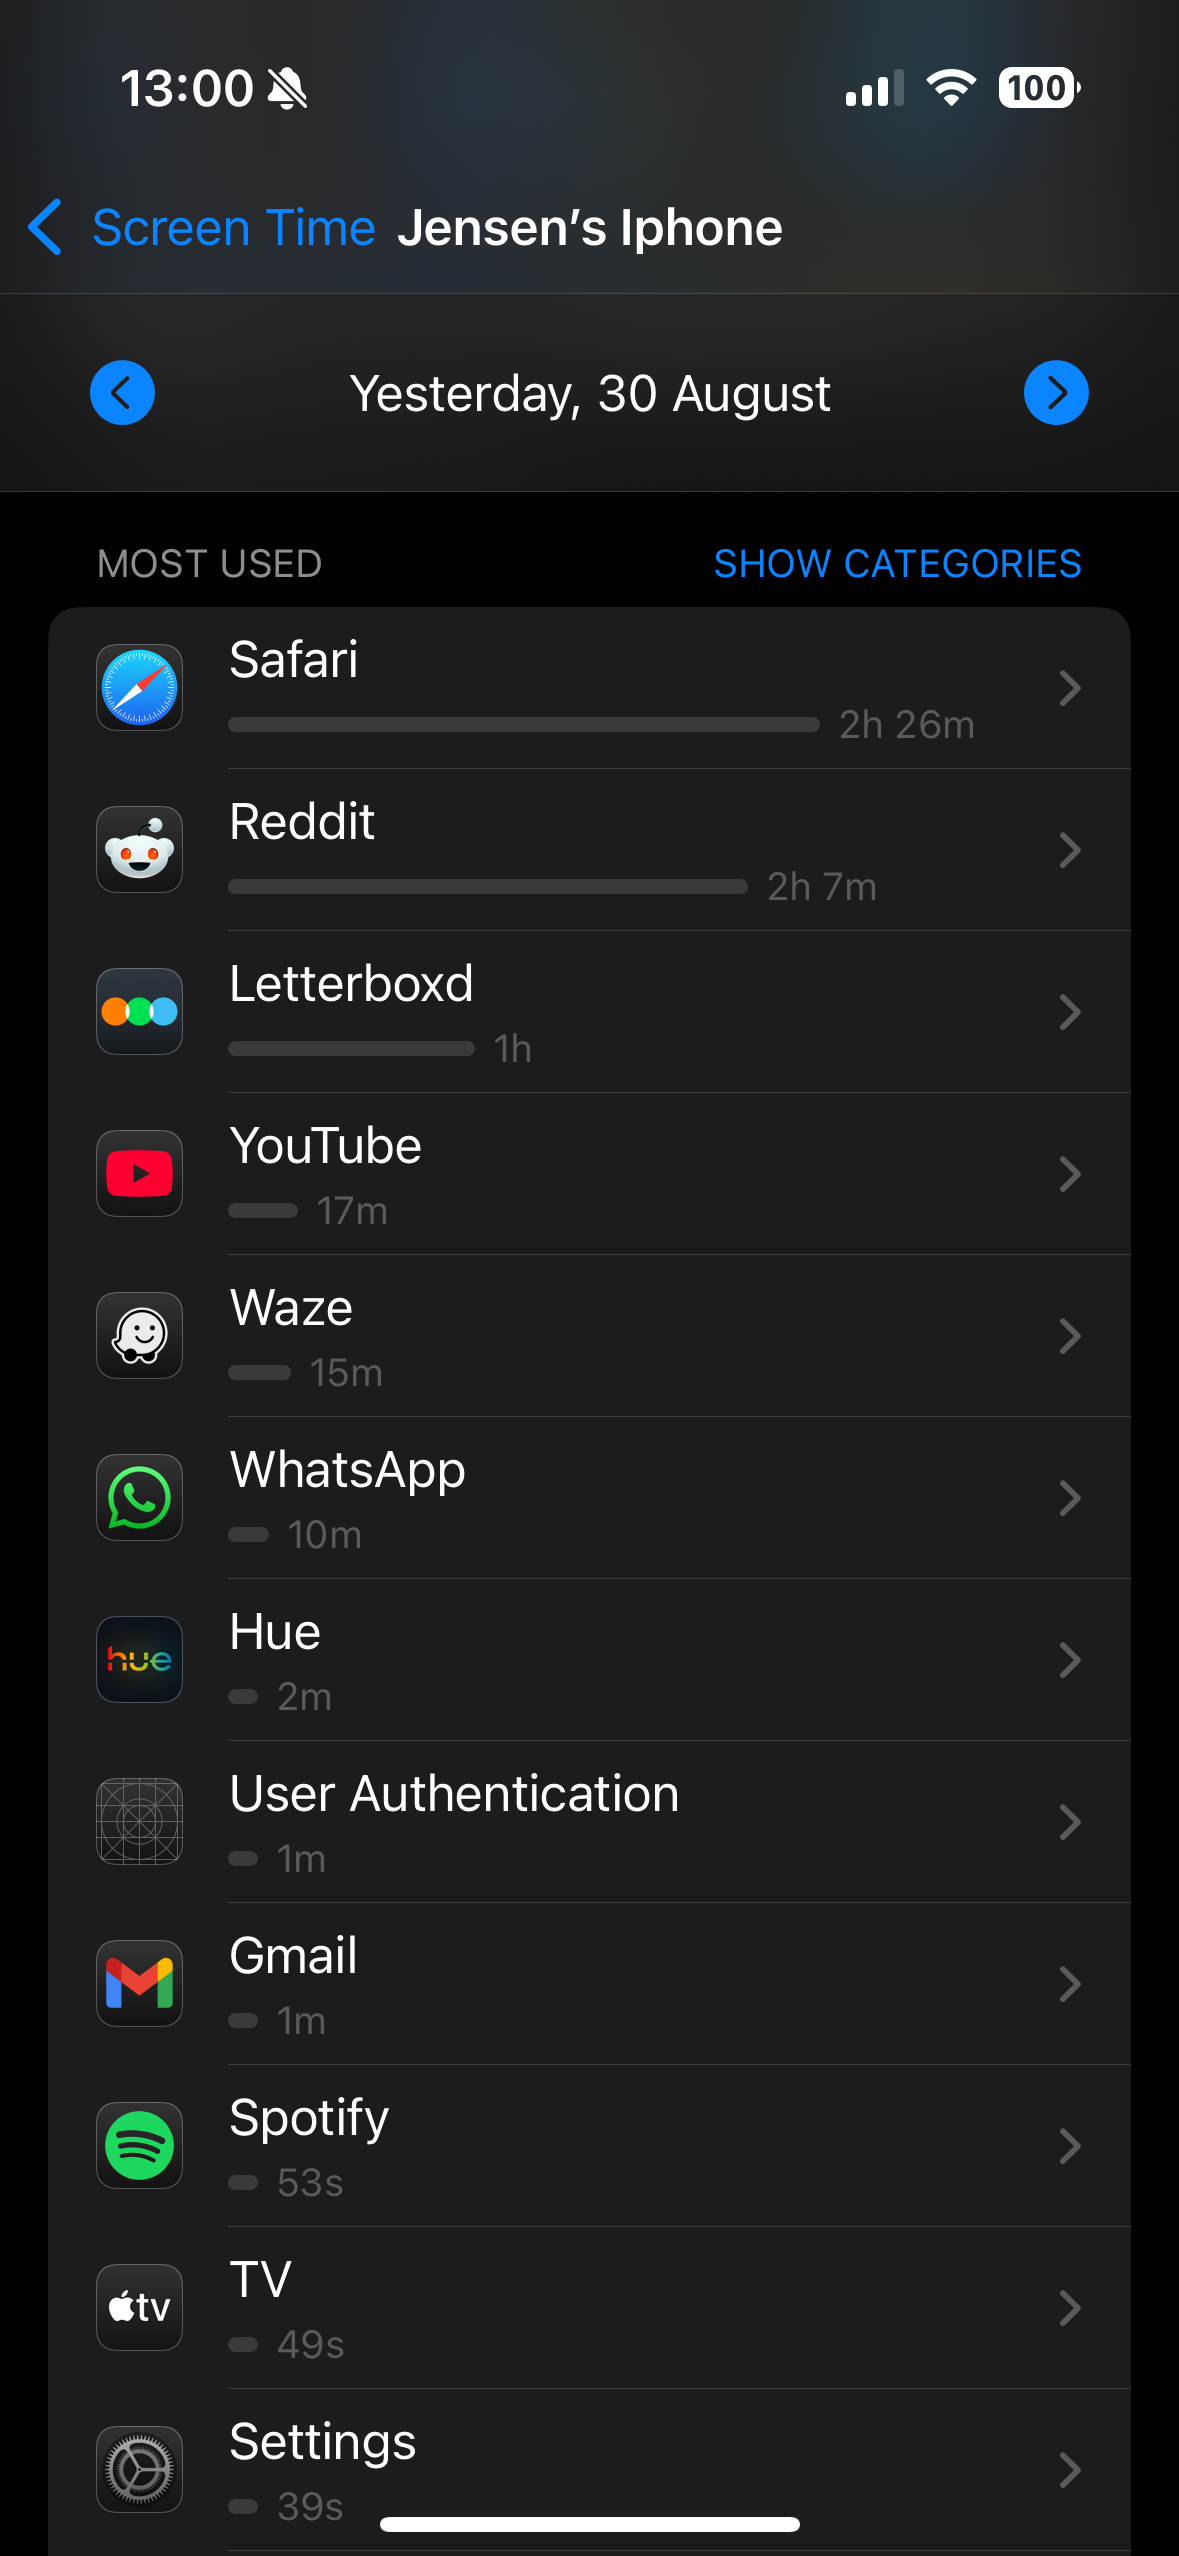 13:00
100
Screen Time Jensen’s Iphone
Yesterday, 30 August
MOST USED SHOW CATEGORIES
Safari
2h 26m
Reddit
2h 7m
Letterboxd
1h
YouTube
17m
Waze
15m
WhatsApp
10m
hue
Hue
2m
User Authentication
1m
Gmail
1m
Spotify
53s
tv
TV
49s
Settings
39s